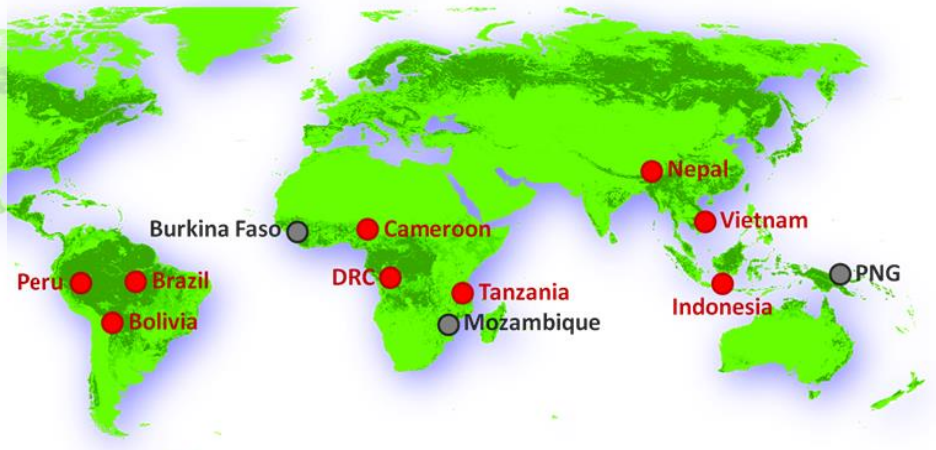 Nepal
Vietnam
Burkina Faso
Cameroon
PNG
DRC
Peru
Brazil
Tanzania
Indonesia
Bolivia
Mozambique